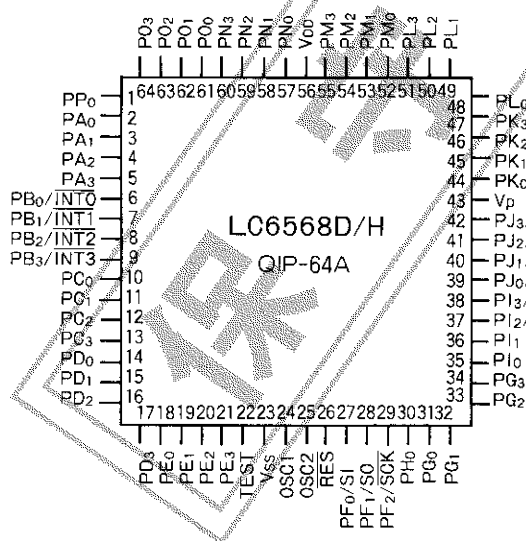 PO₃ PO₂ PO₁ PO₀ PN₃ PN₂ PN₁ PN₀ VDD PM₃ PM₂ PM₁ PM₀ PL₃ PL₂ PL₁
64 63 62 61 60 59 58 57 56 55 54 53 52 51 50 49
PP₀ 1
PA₀ 2
PA₁ 3
PA₂ 4
PA₃ 5
PB₀/INT0 6
PB₁/INT1 7
PB₂/INT2 8
PB₃/INT3 9
PC₀ 10
PC₁ 11
PC₂ 12
PC₃ 13
PD₀ 14
PD₁ 15
PD₂ 16
LC6568D/H
QIP-64A
48 PL₀
47 PK₃
46 PK₂
45 PK₁
44 PK₀
43 Vp
42 PJ₃
41 PJ₂
40 PJ₁
39 PJ₀
38 PI₃/
37 PI₂/
36 PI₁
35 PI₀
34 PG₃
33 PG₂
17 18 19 20 21 22 23 24 25 26 27 28 29 30 31 32
PD₃ PE₀ PE₁ PE₂ PE₃ TEST VSS OSC1 OSC2 RES PF₀/SI PF₁/SO PF₂/SCK PH₀ PG₀ PG₁